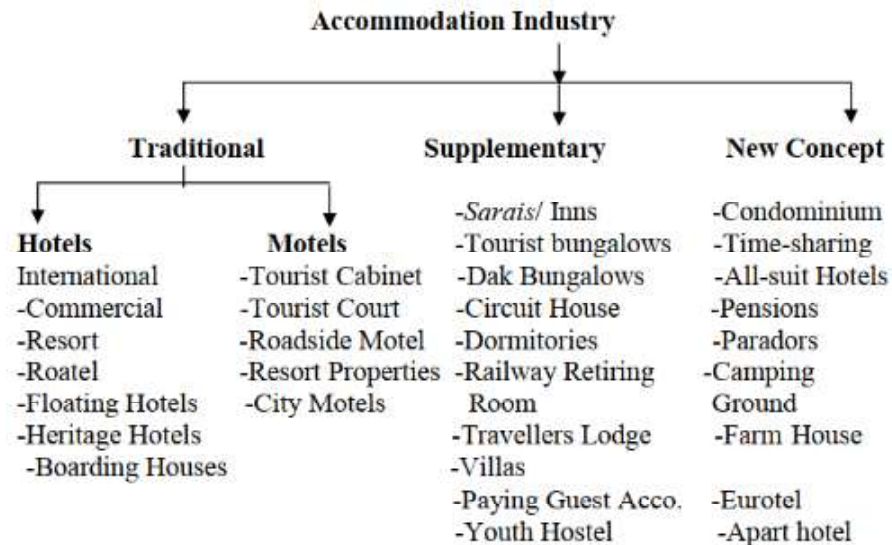 Accommodation Industry
Traditional
Supplementary
New Concept
Hotels
International
-Commercial
-Resort
-Roatel
-Floating Hotels
-Heritage Hotels
-Boarding Houses
Motels
-Tourist Cabinet
-Tourist Court
-Roadside Motel
-Resort Properties
-City Motels
-Sarais/ Inns
-Tourist bungalows
-Dak Bungalows
-Circuit House
-Dormitories
-Railway Retiring
Room
-Travellers Lodge
-Villas
-Paying Guest Acco.
-Youth Hostel
-Condominium
-Time-sharing
-All-suit Hotels
-Pensions
-Paradors
-Camping
Ground
-Farm House
-Eurotel
-Apart hotel